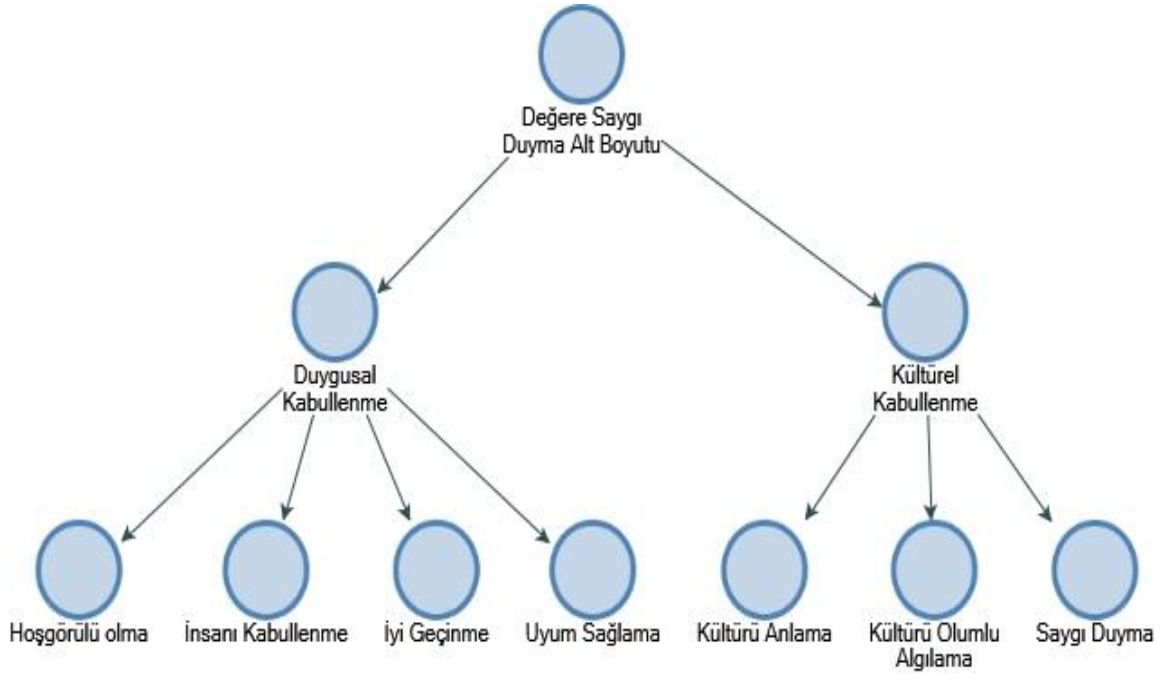 Değere Saygı
Duyma Alt Boyutu
Duygusal
Kabullenme
Kültürel
Kabullenme
Hoşgörülü olma
İnsanı Kabullenme
İyi Geçinme
Uyum Sağlama
Kültürü Anlama
Kültürü Olumlu
Algılama
Saygı Duyma